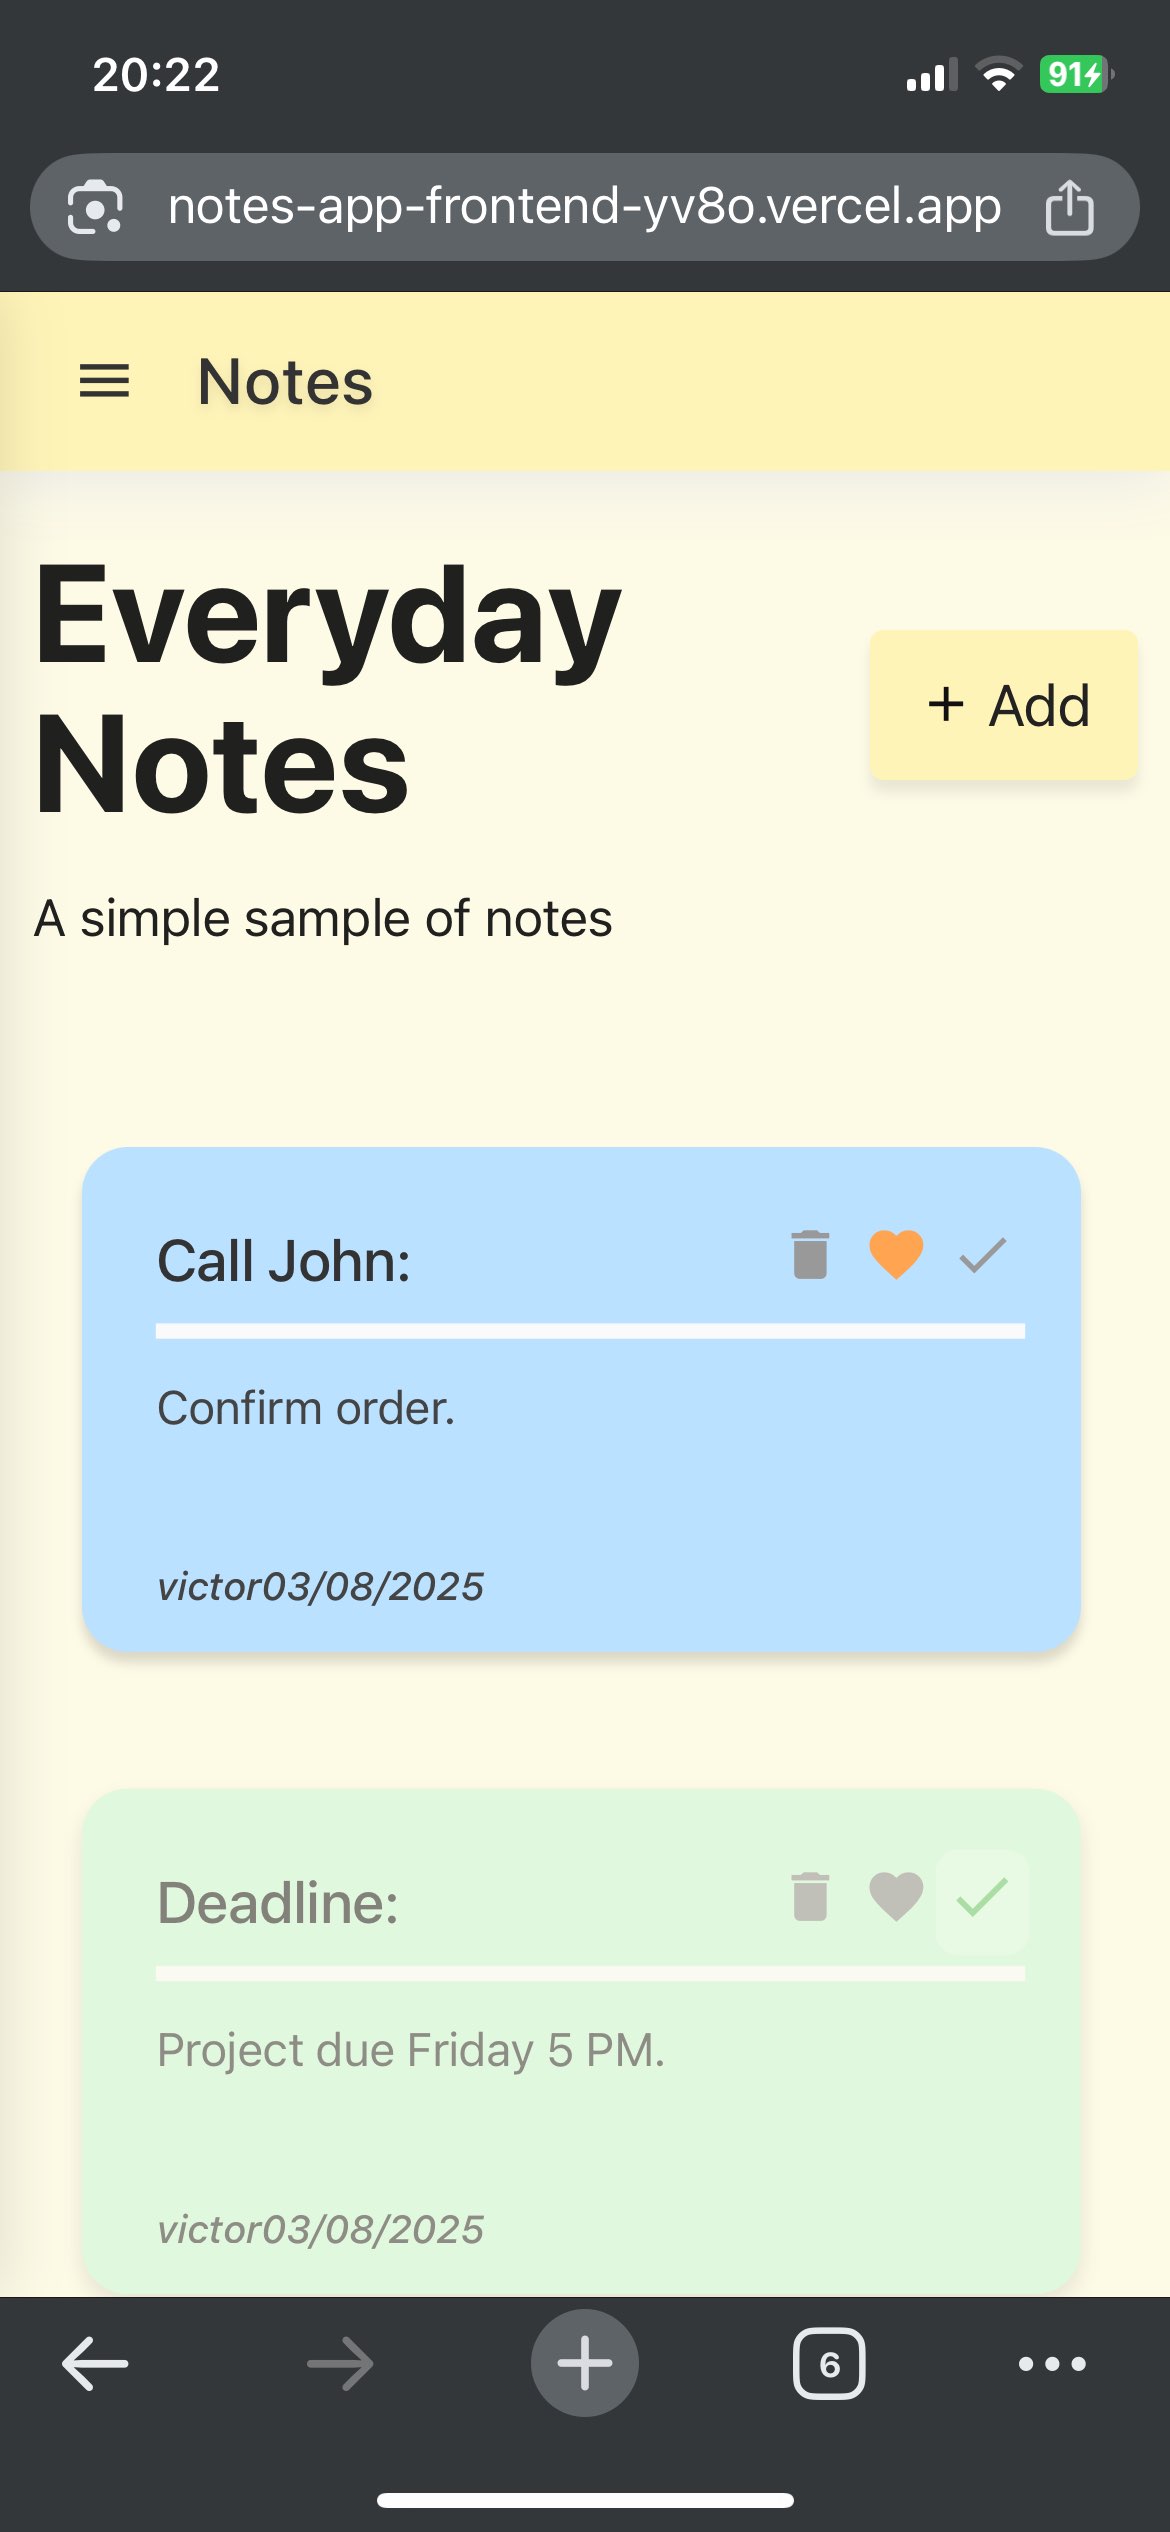 20:22
91
notes-app-frontend-yv8o.vercel.app
Notes
Everyday
Notes
+ Add
A simple sample of notes
Call John:
Confirm order.
victor03/08/2025
Deadline:
Project due Friday 5 PM.
victor03/08/2025
6